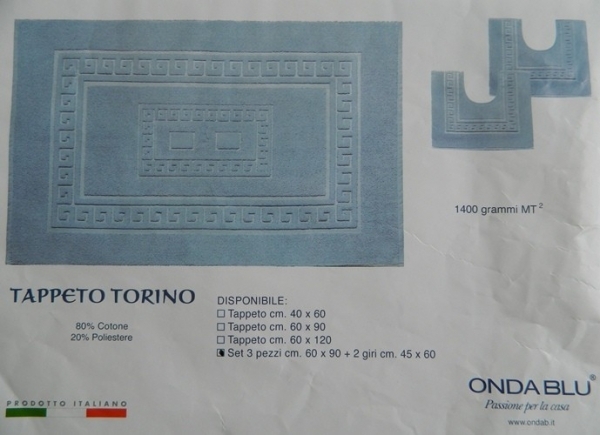 1400 grammi MT²
TAPPETO TORINO
80% Cotone
20% Poliestere
DISPONIBILE:
☐ Tappeto cm. 40 x 60
☐ Tappeto cm. 60 x 90
☐ Tappeto cm. 60 x 120
☒ Set 3 pezzi cm. 60 x 90 + 2 giri cm. 45 x 60
PRODOTTO ITALIANO
ONDA BLU®
Passione per la casa
www.ondab.it